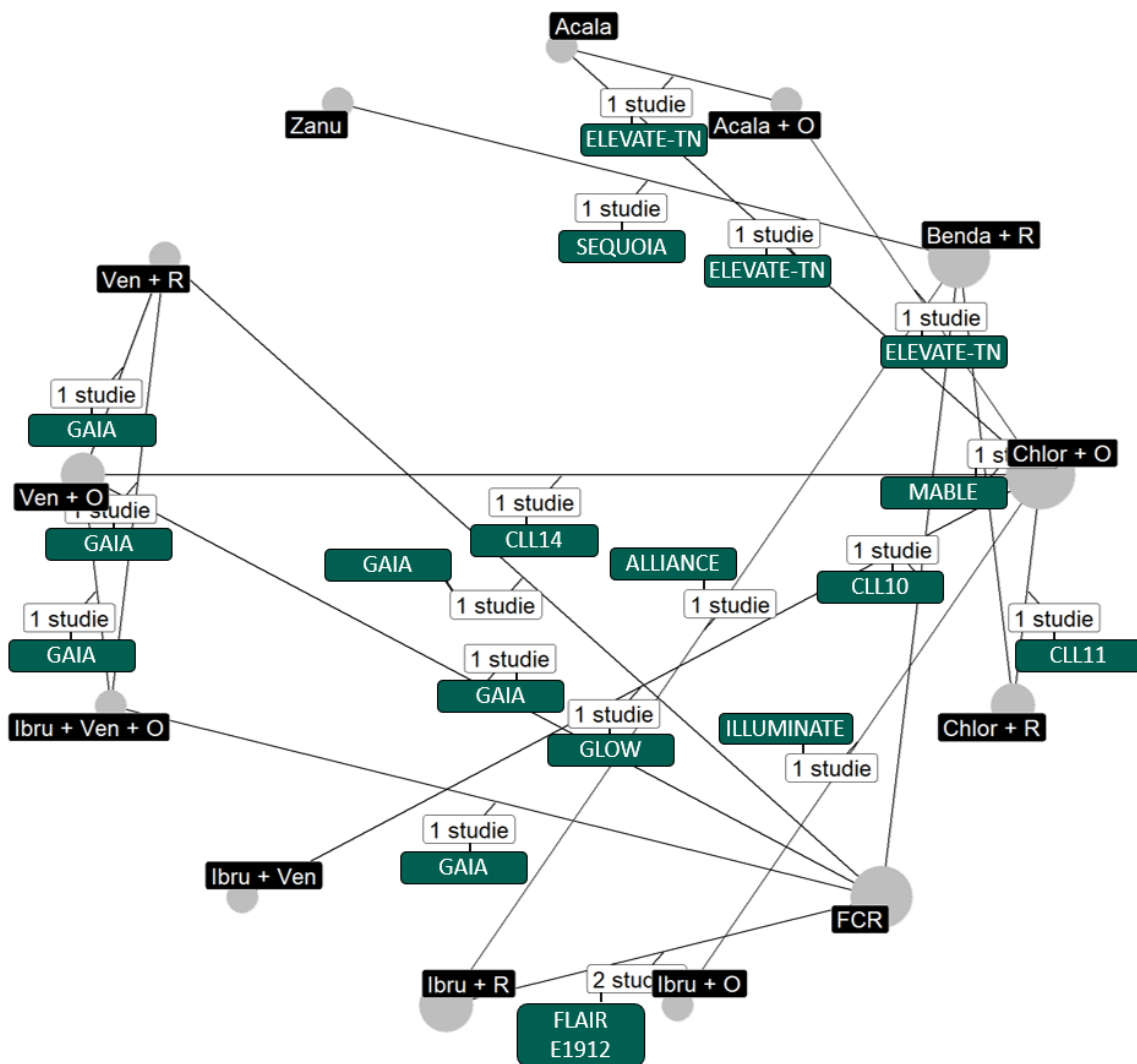 Acala
1 studie
ELEVATE-TN
Zanu
Acala + O
1 studie
SEQUOIA
1 studie
ELEVATE-TN
Benda + R
Ven + R
1 studie
ELEVATE-TN
1 studie
GAIA
Ven + O
1 studie
GAIA
1 studie
CLL14
1 st
Chlor + O
MABLE
GAIA
1 studie
ALLIANCE
1 studie
1 studie
CLL10
1 studie
GAIA
1 studie
CLL11
1 studie
GAIA
Ibru + Ven + O
1 studie
GLOW
ILLUMINATE
1 studie
Chlor + R
1 studie
GAIA
Ibru + Ven
FCR
Ibru + R
2 stud
Ibru + O
FLAIR
E1912